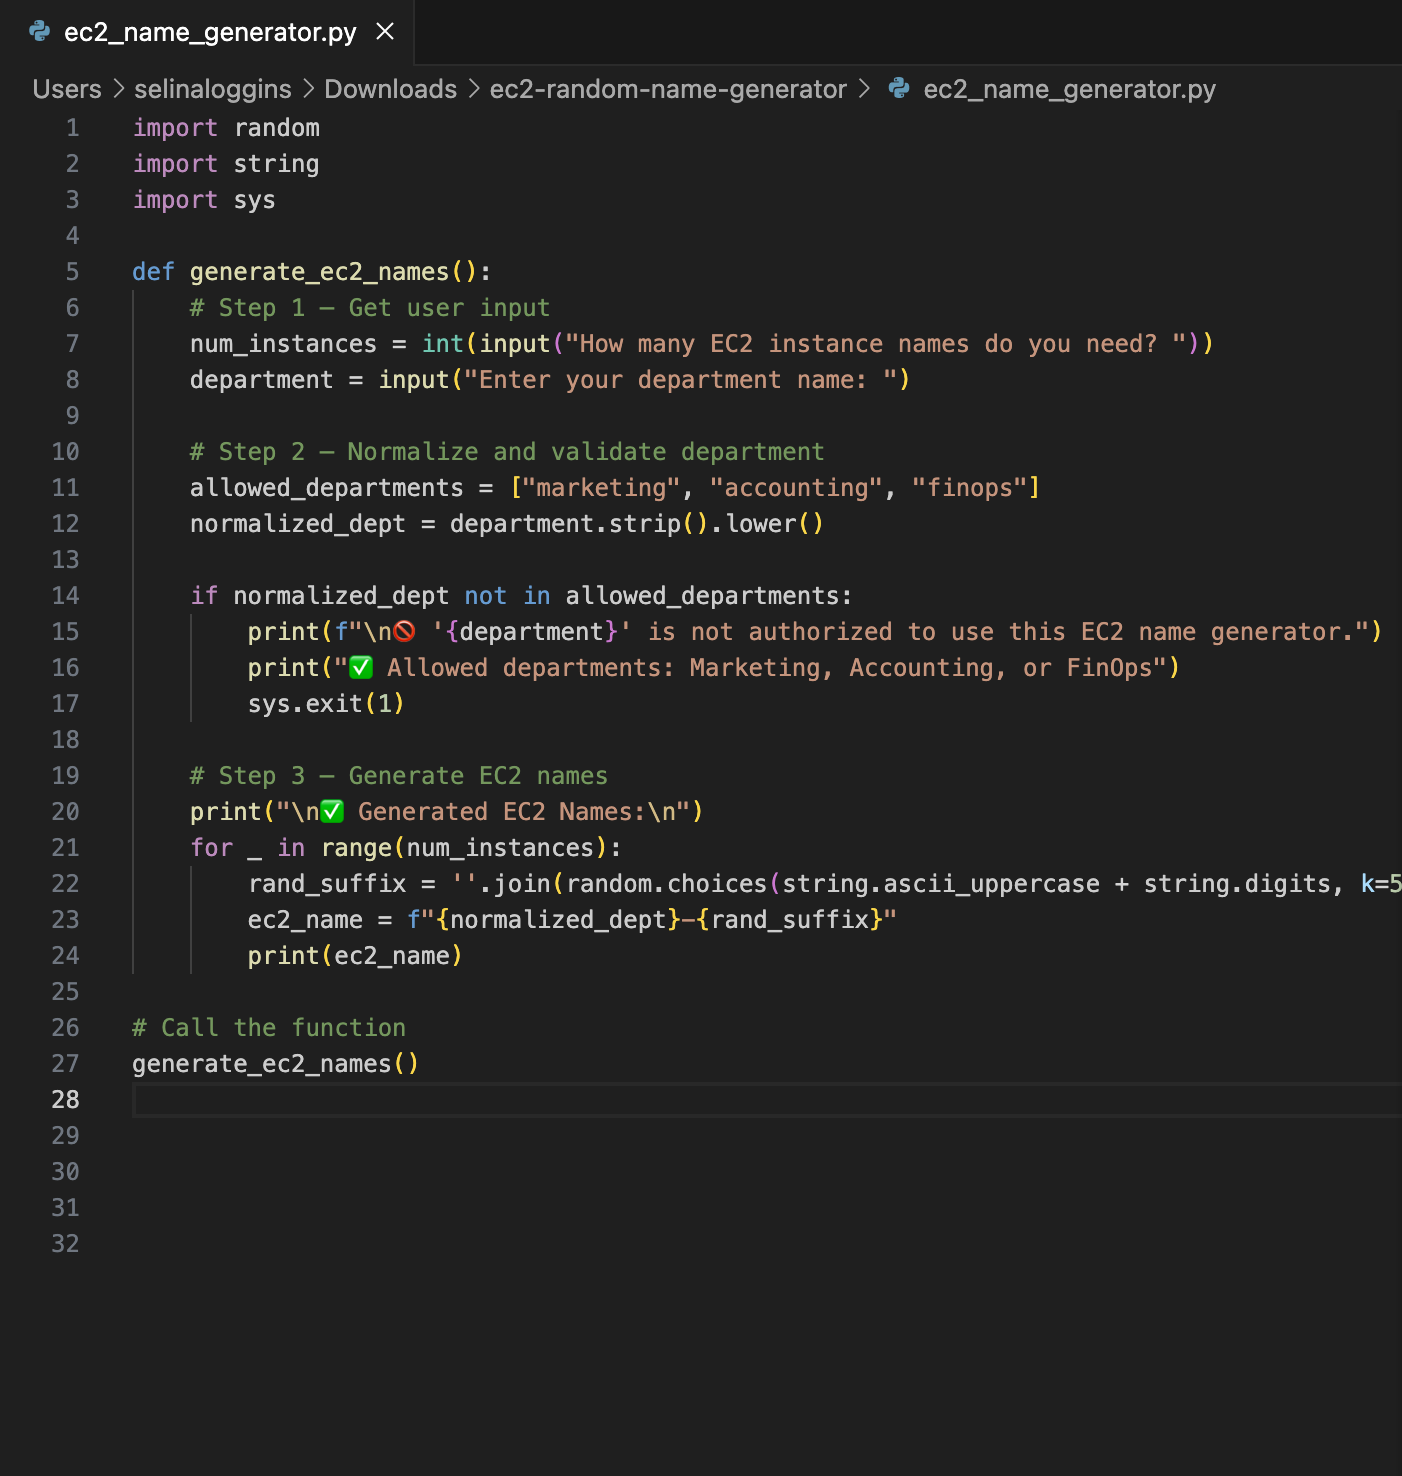 ec2_name_generator.py ×
Users > selinaloggins > Downloads > ec2-random-name-generator > ec2_name_generator.py
1 import random
2 import string
3 import sys
4
5 def generate_ec2_names():
6     # Step 1 – Get user input
7     num_instances = int(input("How many EC2 instance names do you need? "))
8     department = input("Enter your department name: ")
9
10     # Step 2 – Normalize and validate department
11     allowed_departments = ["marketing", "accounting", "finops"]
12     normalized_dept = department.strip().lower()
13
14     if normalized_dept not in allowed_departments:
15         print(f"\n🚫 '{department}' is not authorized to use this EC2 name generator.")
16         print("✅ Allowed departments: Marketing, Accounting, or FinOps")
17         sys.exit(1)
18
19     # Step 3 – Generate EC2 names
20     print("\n✅ Generated EC2 Names:\n")
21     for _ in range(num_instances):
22         rand_suffix = ''.join(random.choices(string.ascii_uppercase + string.digits, k=5
23         ec2_name = f"{normalized_dept}-{rand_suffix}"
24         print(ec2_name)
25
26 # Call the function
27 generate_ec2_names()
28
29
30
31
32